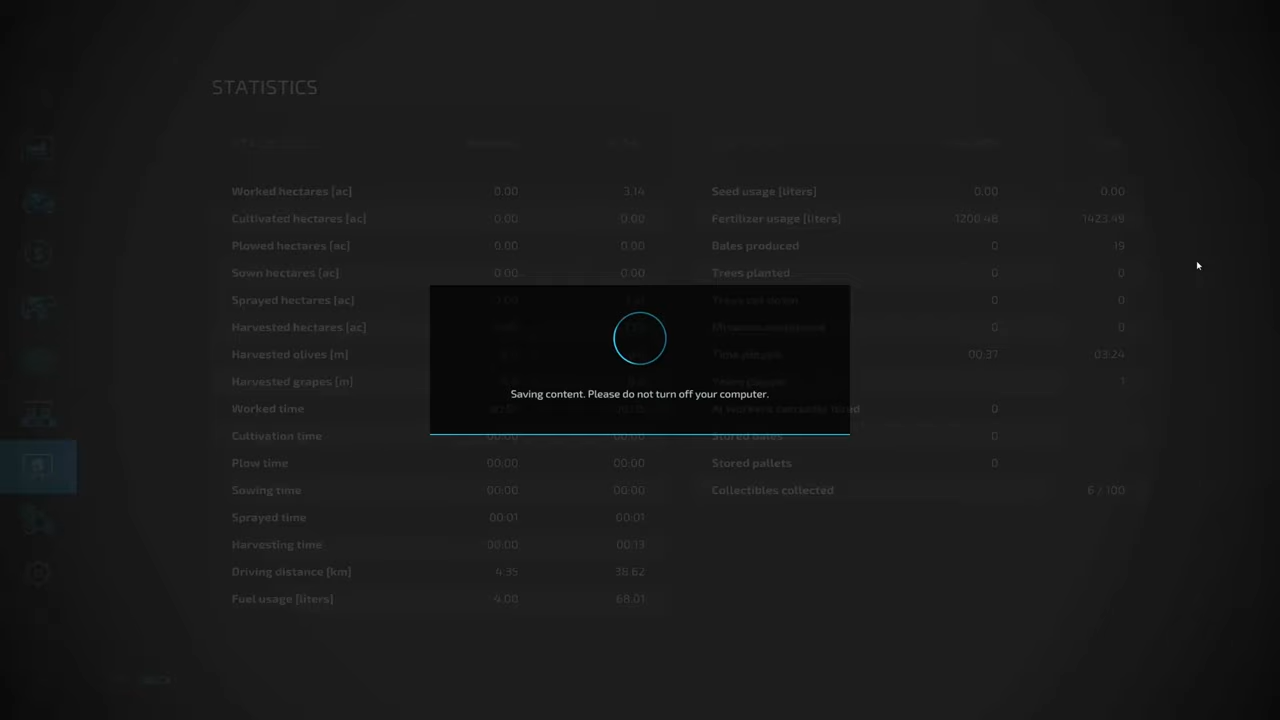 STATISTICS
Worked hectares [ac] 0.00 3.14
Cultivated hectares [ac] 0.00 0.00
Plowed hectares [ac] 0.00 0.00
Sown hectares [ac] 0.00 0.00
Sprayed hectares [ac]
Harvested hectares [ac]
Harvested olives [m]
Harvested grapes [m]
Worked time
Cultivation time 00:00 00:00
Plow time 00:00 00:00
Sowing time 00:00 00:00
Sprayed time 00:01 00:01
Harvesting time 00:00 00:13
Driving distance [km] 4.35 38.62
Fuel usage [liters] 4.00 68.01
Seed usage [liters] 0.00 0.00
Fertilizer usage [liters] 1200.48 1423.49
Bales produced 0 19
Trees planted 0 0
0 0
0 0
00:37 03:24
1
0
Stored bales 0
Stored pallets 0
Collectibles collected 6 / 100
Saving content. Please do not turn off your computer.